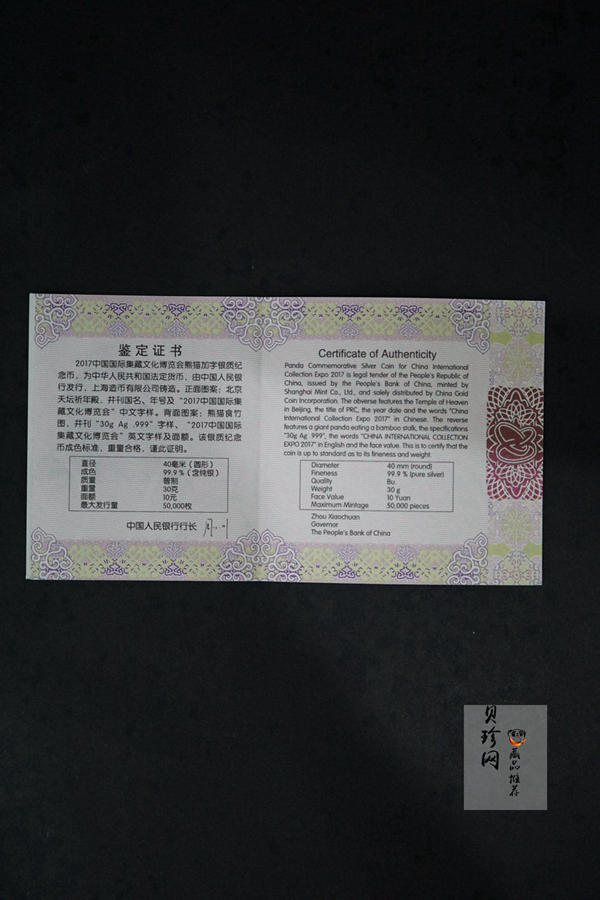 鉴定证书
2017中国国际集藏文化博览会熊猫加字银质纪
念币，为中华人民共和国法定货币，由中国人民银
行发行，上海造币有限公司铸造。正面图案：北京
天坛祈年殿，并刊国名、年号及“2017中国国际集
藏文化博览会”中文字样。背面图案：熊猫食竹
图，并刊“30g Ag .999”字样、“2017中国国际
集藏文化博览会”英文字样及面额。该银质纪念
币成色标准，重量合格，谨此证明。
直径 40毫米（圆形）
成色 99.9%（含纯银）
质量 普制
重量 30克
面额 10元
最大发行量 50,000枚
中国人民银行行长
Certificate of Authenticity
Panda Commemorative Silver Coin for China International
Collection Expo 2017 is legal tender of the People's Republic of
China, issued by the People's Bank of China, minted by
Shanghai Mint Co., Ltd., and solely distributed by China Gold
Coin Incorporation. The obverse features the Temple of Heaven
in Beijing, the title of PRC, the year date and the words "China
International Collection Expo 2017" in Chinese. The reverse
features a giant panda eating a bamboo stalk, the specifications
"30g Ag .999", the words "CHINA INTERNATIONAL COLLECTION
EXPO 2017" in English and the face value. This is to certify that the
coin is up to standard as to its fineness and weight.
Diameter 40 mm (round)
Fineness 99.9 % (pure silver)
Quality Bu.
Weight 30 g
Face Value 10 Yuan
Maximum Mintage 50,000 pieces
Zhou Xiaochuan
Governor
The People's Bank of China
贝珍网
藏品推荐